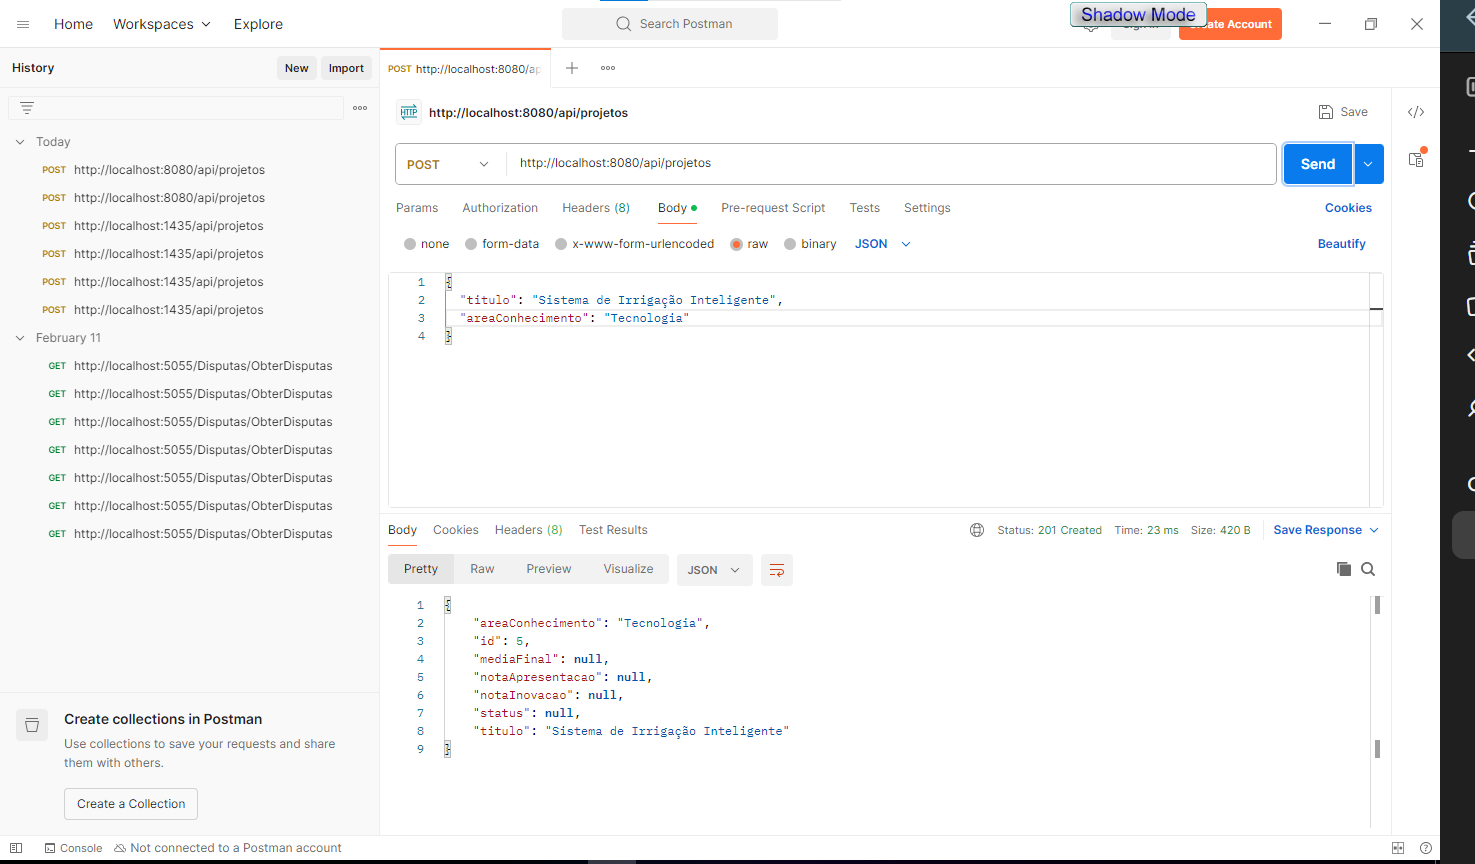 Home
Workspaces
Explore
Search Postman
Shadow Mode
Create Account
History
New
Import
POST http://localhost:8080/ap
http://localhost:8080/api/projetos
Save
Today
POST http://localhost:8080/api/projetos
POST http://localhost:8080/api/projetos
POST http://localhost:1435/api/projetos
POST http://localhost:1435/api/projetos
POST http://localhost:1435/api/projetos
POST http://localhost:1435/api/projetos
February 11
GET http://localhost:5055/Disputas/ObterDisputas
GET http://localhost:5055/Disputas/ObterDisputas
GET http://localhost:5055/Disputas/ObterDisputas
GET http://localhost:5055/Disputas/ObterDisputas
GET http://localhost:5055/Disputas/ObterDisputas
GET http://localhost:5055/Disputas/ObterDisputas
GET http://localhost:5055/Disputas/ObterDisputas
Create collections in Postman
Use collections to save your requests and share
them with others.
Create a Collection
HTTP
POST
http://localhost:8080/api/projetos
Send
Params Authorization Headers (8) Body Pre-request Script Tests Settings Cookies
none form-data x-www-form-urlencoded raw binary JSON Beautify
1 {
2 "titulo": "Sistema de Irrigação Inteligente",
3 "areaConhecimento": "Tecnologia"
4 }
Body Cookies Headers (8) Test Results Status: 201 Created Time: 23 ms Size: 420 B Save Response
Pretty Raw Preview Visualize JSON
1 {
2 "areaConhecimento": "Tecnologia",
3 "id": 5,
4 "mediaFinal": null,
5 "notaApresentacao": null,
6 "notaInovacao": null,
7 "status": null,
8 "titulo": "Sistema de Irrigação Inteligente"
9 }
Console Not connected to a Postman account